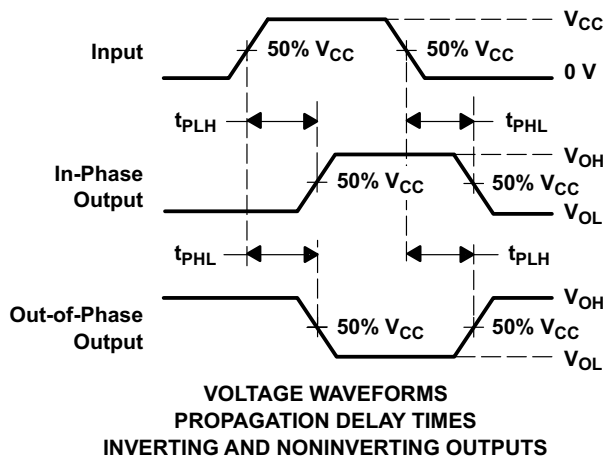 VCC
Input
50% VCC
50% VCC
0 V
tPLH
tPHL
VOH
In-Phase
Output
50% VCC
50% VCC
VOL
tPHL
tPLH
VOH
Out-of-Phase
Output
50% VCC
50% VCC
VOL
VOLTAGE WAVEFORMS
PROPAGATION DELAY TIMES
INVERTING AND NONINVERTING OUTPUTS